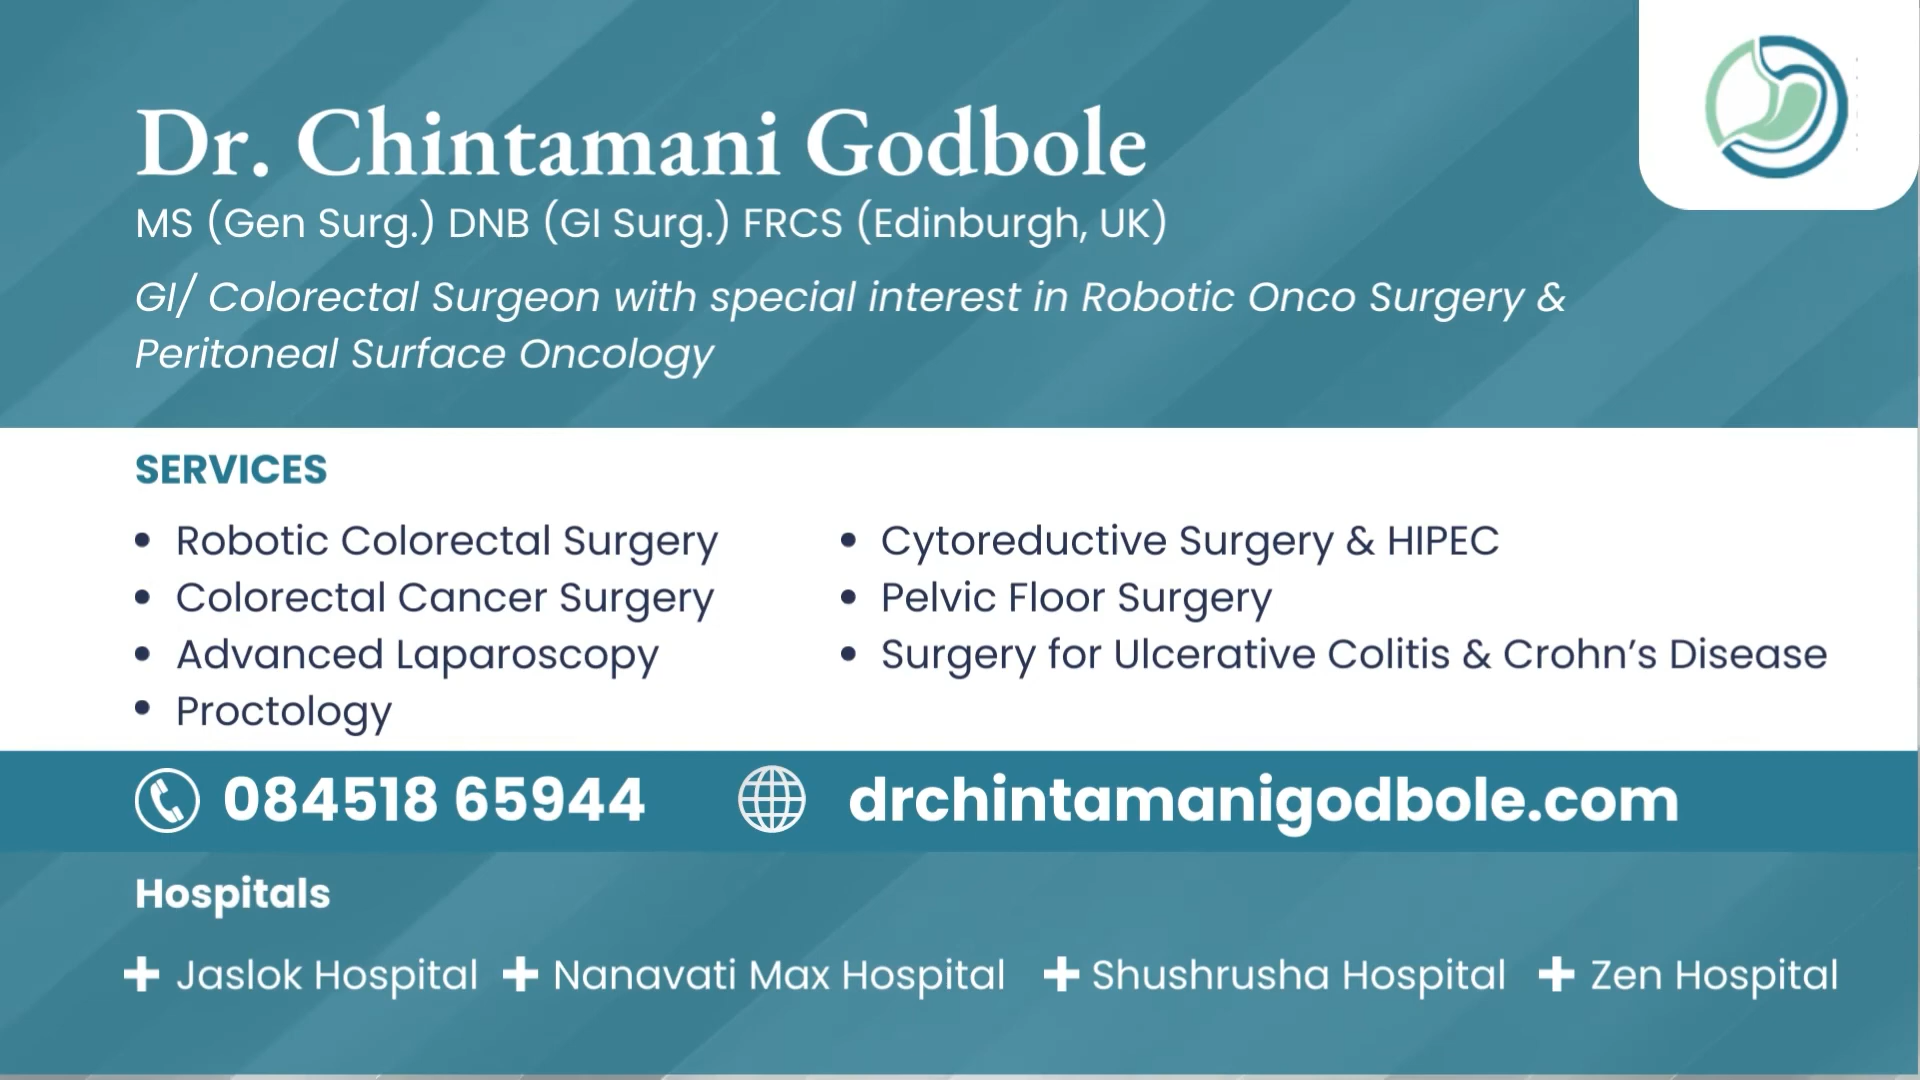 Dr. Chintamani Godbole
MS (Gen Surg.) DNB (GI Surg.) FRCS (Edinburgh, UK)
GI/ Colorectal Surgeon with special interest in Robotic Onco Surgery &
Peritoneal Surface Oncology
SERVICES
• Robotic Colorectal Surgery
• Colorectal Cancer Surgery
• Advanced Laparoscopy
• Proctology
• Cytoreductive Surgery & HIPEC
• Pelvic Floor Surgery
• Surgery for Ulcerative Colitis & Crohn’s Disease
084518 65944
drchintamanigodbole.com
Hospitals
Jaslok Hospital
Nanavati Max Hospital
Shushrusha Hospital
Zen Hospital